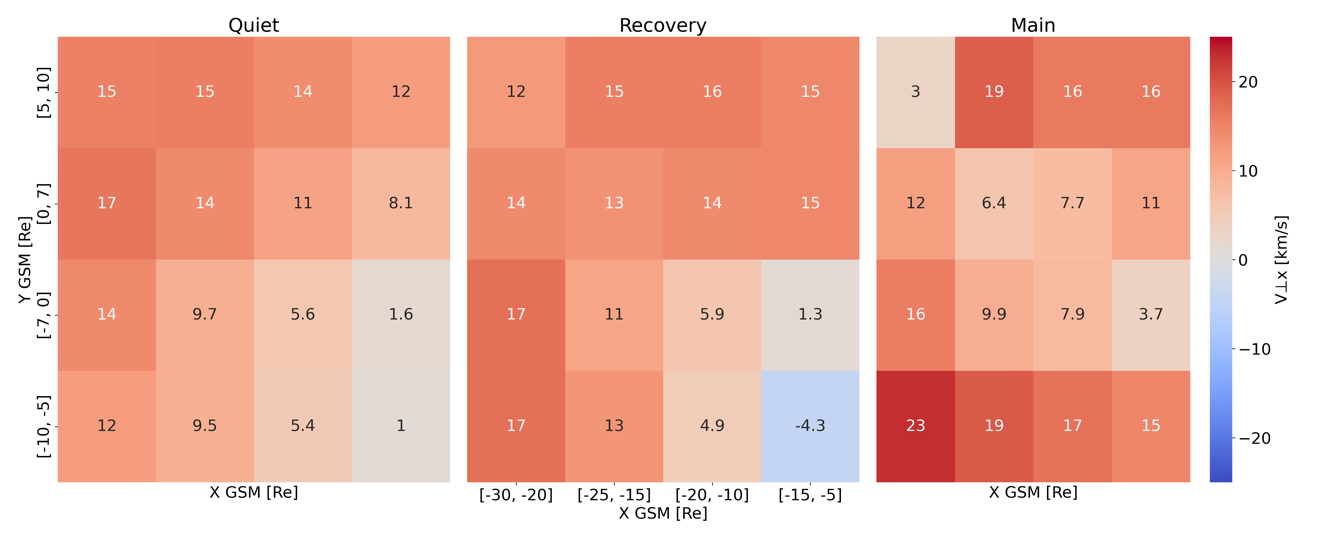 Quiet Recovery Main
[5, 10] 15 15 14 12 12 15 16 15 3 19 16 16 20
[0, 7] 17 14 11 8.1 14 13 14 15 12 6.4 7.7 11 10
Y GSM [Re] 0 V⊥x [km/s]
[-7, 0] 14 9.7 5.6 1.6 17 11 5.9 1.3 16 9.9 7.9 3.7 −10
[-10, -5] 12 9.5 5.4 1 17 13 4.9 -4.3 23 19 17 15 −20
[-30, -20] [-25, -15] [-20, -10] [-15, -5]
X GSM [Re] X GSM [Re] X GSM [Re]